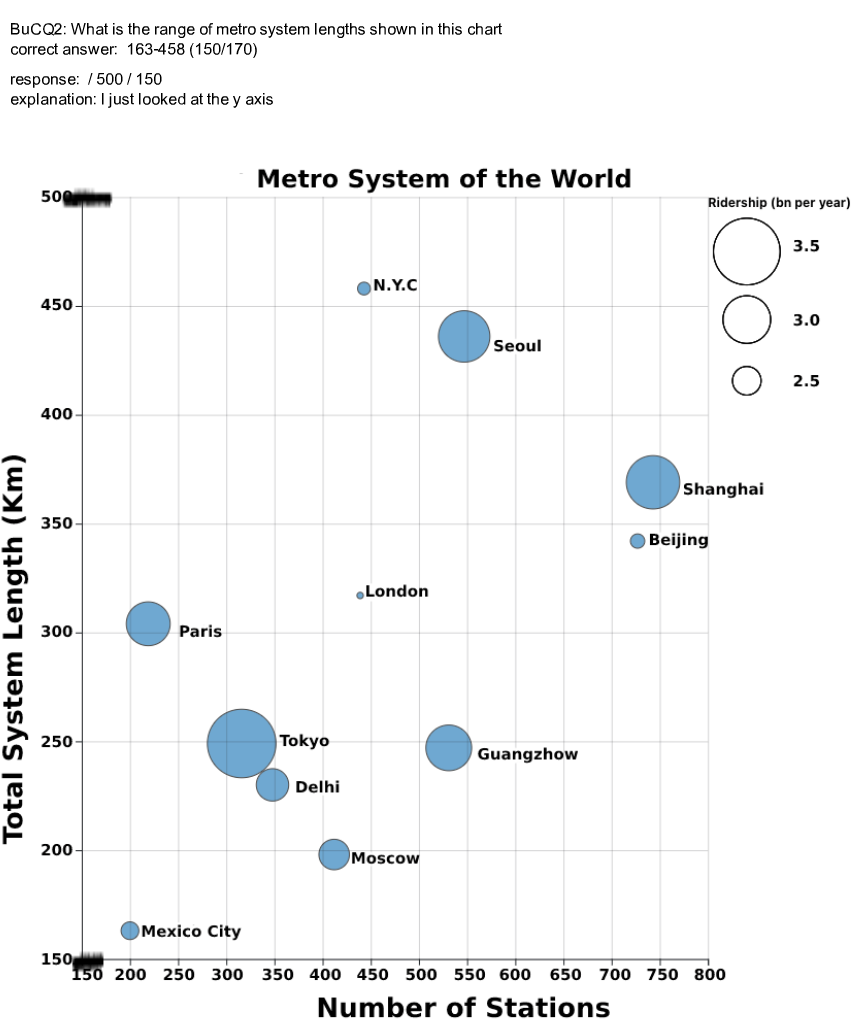 BuCQ2: What is the range of metro system lengths shown in this chart
correct answer:  163-458 (150/170)
response:  / 500 / 150
explanation: I just looked at the y axis
Metro System of the World
Ridership (bn per year)
3.5
3.0
2.5
Total System Length (Km)
500
450
400
350
300
250
200
150
N.Y.C
Seoul
Shanghai
Beijing
London
Paris
Tokyo
Guangzhow
Delhi
Moscow
Mexico City
150 200 250 300 350 400 450 500 550 600 650 700 750 800
Number of Stations